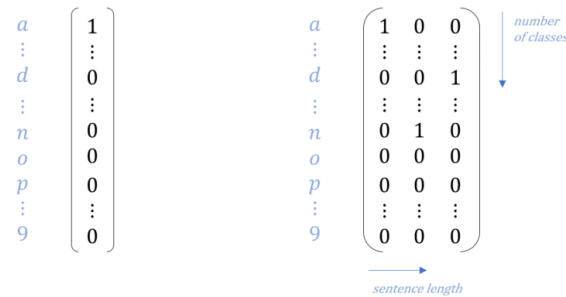 a 1 a 1 0 0 number
⋮ ⋮ ⋮ ⋮ ⋮ ⋮ of classes
d 0 d 0 0 1
⋮ ⋮ ⋮ ⋮ ⋮ ⋮
n 0 n 0 1 0
o 0 o 0 0 0
p 0 p 0 0 0
⋮ ⋮ ⋮ ⋮ ⋮ ⋮
9 0 9 0 0 0
sentence length